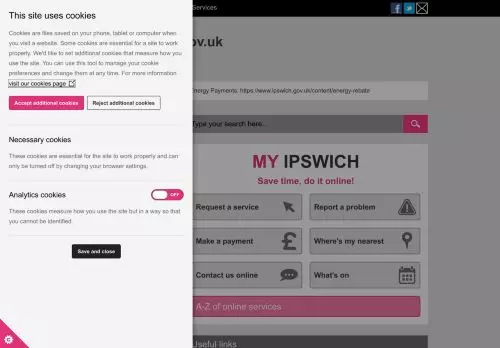 This site uses cookies
Cookies are files saved on your phone, tablet or computer when
you visit a website. Some cookies are essential for a site to work
properly. We'd like to set additional cookies that measure how you
use the site. You can use this tool to manage your cookie
preferences and change them at any time. For more information
visit our cookies page
Accept additional cookies
Reject additional cookies
Necessary cookies
These cookies are essential for the site to work properly and can
only be turned off by changing your browser settings.
Analytics cookies
OFF
These cookies measure how you use the site but in a way so that
you cannot be identified
Save and close
Services
ov.uk
Energy Payments: https://www.ipswich.gov.uk/content/energy-rebate
Type your search here...
MY IPSWICH
Save time, do it online!
Request a service
Report a problem
Make a payment
Where's my nearest
Contact us online
What's on
A-Z of online services
Useful links